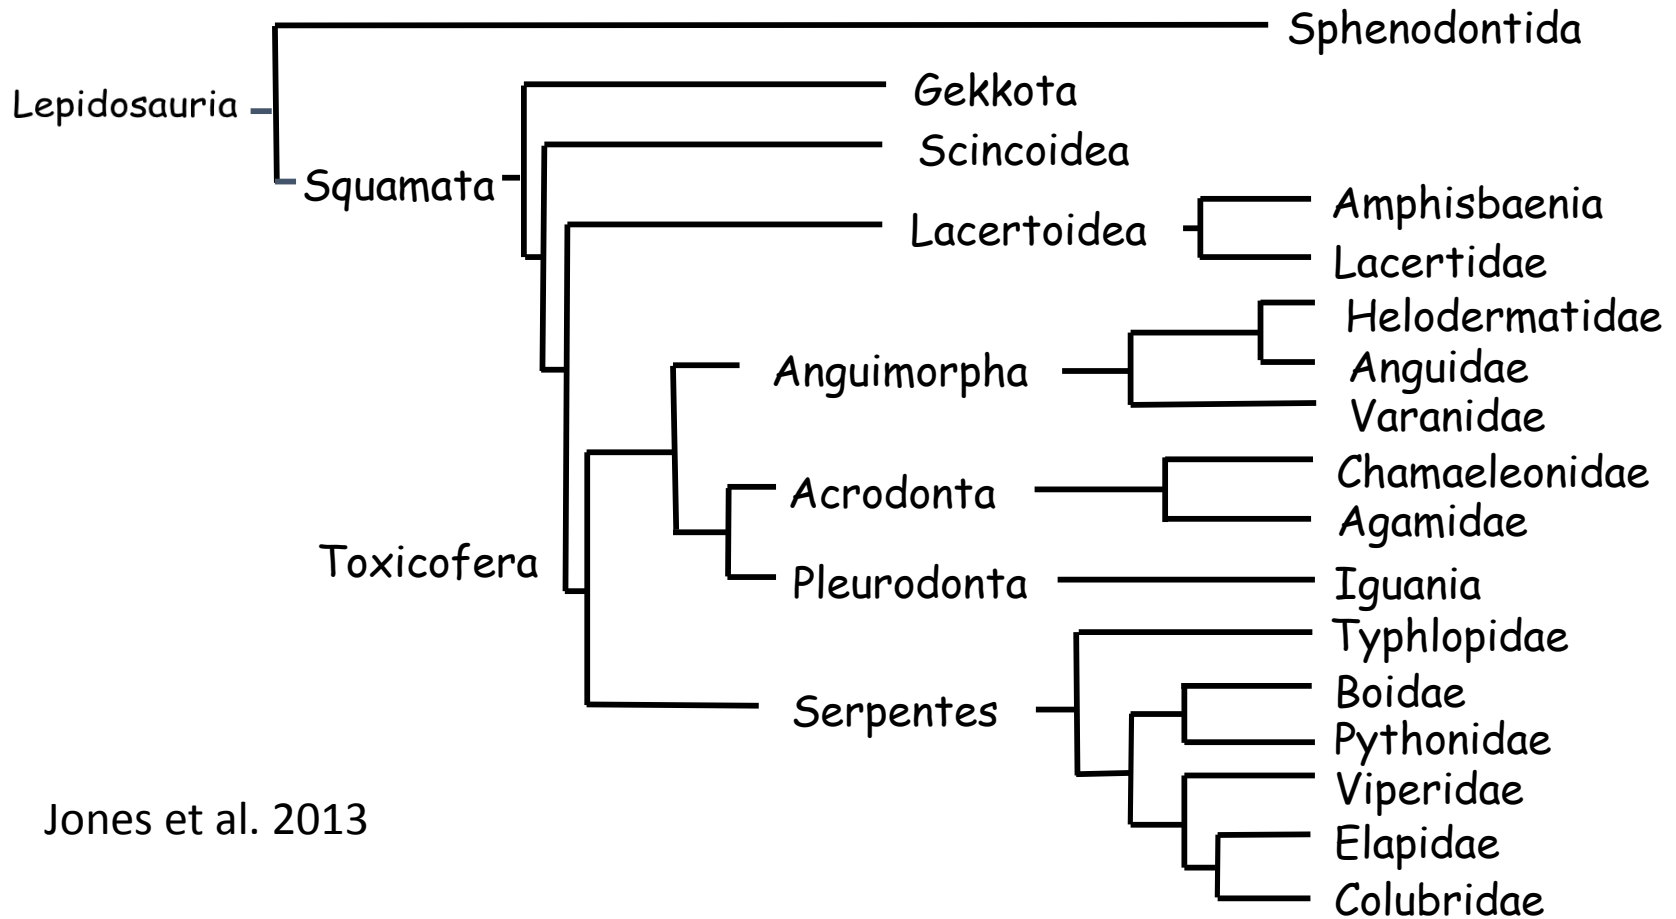 Sphenodontida
Gekkota
Lepidosauria
Scincoidea
Squamata
Amphisbaenia
Lacertoidea
Lacertidae
Helodermatidae
Anguimorpha
Anguidae
Varanidae
Chamaeleonidae
Acrodonta
Agamidae
Toxicofera
Pleurodonta
Iguania
Typhlopidae
Boidae
Serpentes
Pythonidae
Viperidae
Jones et al. 2013
Elapidae
Colubridae